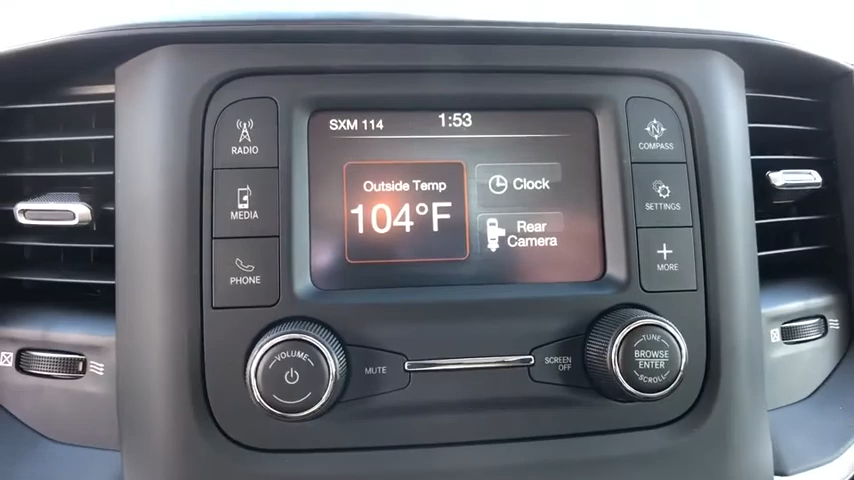 SXM 114
1:53
RADIO
MEDIA
PHONE
Outside Temp
104°F
Clock
Rear
Camera
N
COMPASS
SETTINGS
MORE
VOLUME
MUTE
SCREEN
OFF
TUNE
BROWSE
ENTER
SCROLL